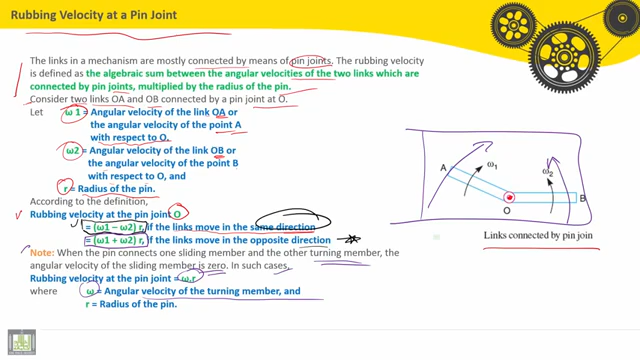 Rubbing Velocity at a Pin Joint
The links in a mechanism are mostly connected by means of pin joints. The rubbing velocity
is defined as the algebraic sum between the angular velocities of the two links which are
connected by pin joints, multiplied by the radius of the pin.
Consider two links OA and OB connected by a pin joint at O.
Let ω 1 = Angular velocity of the link OA or
the angular velocity of the point A
with respect to O.
ω2 = Angular velocity of the link OB or
the angular velocity of the point B
with respect to O, and
r = Radius of the pin.
According to the definition,
Rubbing velocity at the pin joint O
= (ω1 − ω2) r, if the links move in the same direction
= (ω1 + ω2) r, if the links move in the opposite direction
Note: When the pin connects one sliding member and the other turning member, the
angular velocity of the sliding member is zero. In such cases,
Rubbing velocity at the pin joint = ω.r
where ω = Angular velocity of the turning member, and
r = Radius of the pin.
A
ω1
ω2
O
B
Links connected by pin join